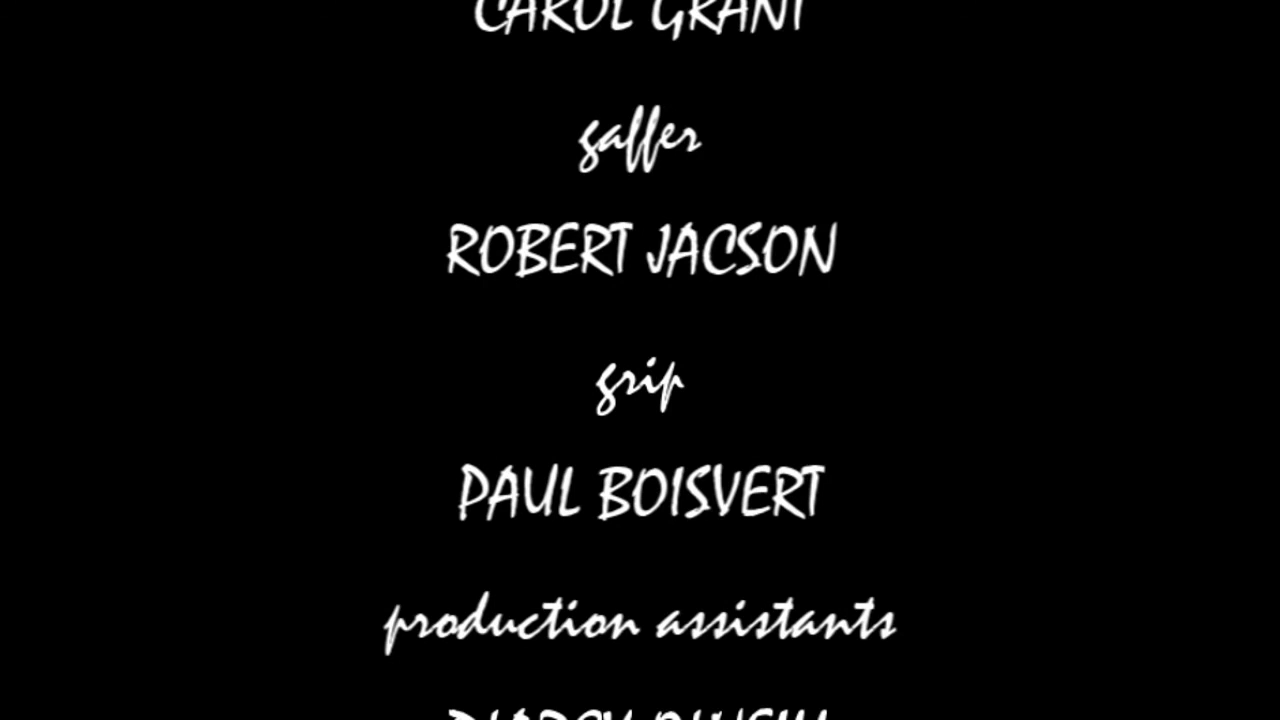 CAROL GRANT
gaffer
ROBERT JACSON
grip
PAUL BOISVERT
production assistants